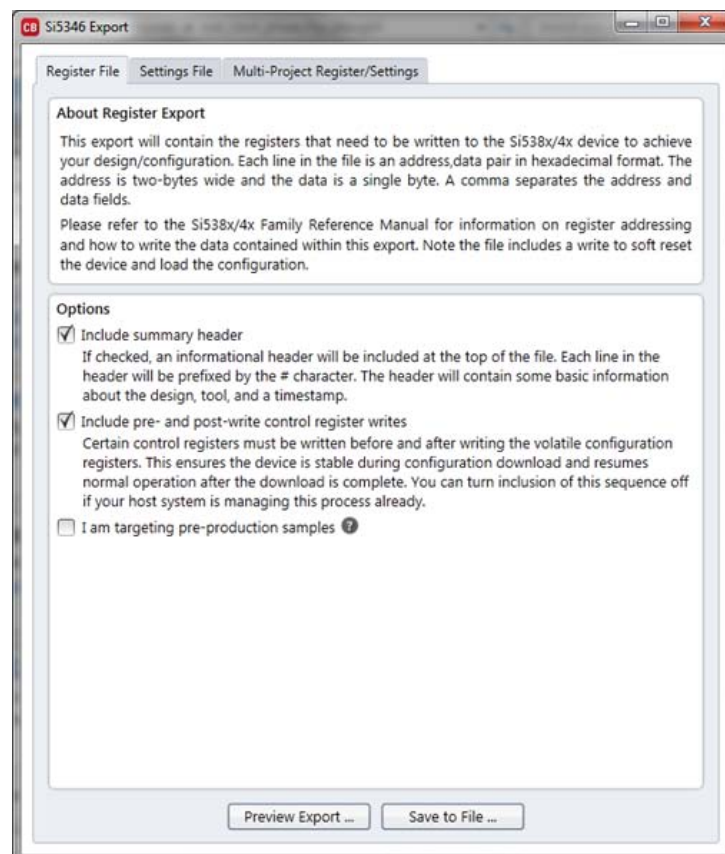 CB Si5346 Export
Register File Settings File Multi-Project Register/Settings
About Register Export
This export will contain the registers that need to be written to the Si538x/4x device to achieve
your design/configuration. Each line in the file is an address,data pair in hexadecimal format. The
address is two-bytes wide and the data is a single byte. A comma separates the address and
data fields.
Please refer to the Si538x/4x Family Reference Manual for information on register addressing
and how to write the data contained within this export. Note the file includes a write to soft reset
the device and load the configuration.
Options
Include summary header
If checked, an informational header will be included at the top of the file. Each line in the
header will be prefixed by the # character. The header will contain some basic information
about the design, tool, and a timestamp.
Include pre- and post-write control register writes
Certain control registers must be written before and after writing the volatile configuration
registers. This ensures the device is stable during configuration download and resumes
normal operation after the download is complete. You can turn inclusion of this sequence off
if your host system is managing this process already.
I am targeting pre-production samples ?
Preview Export ... Save to File ...